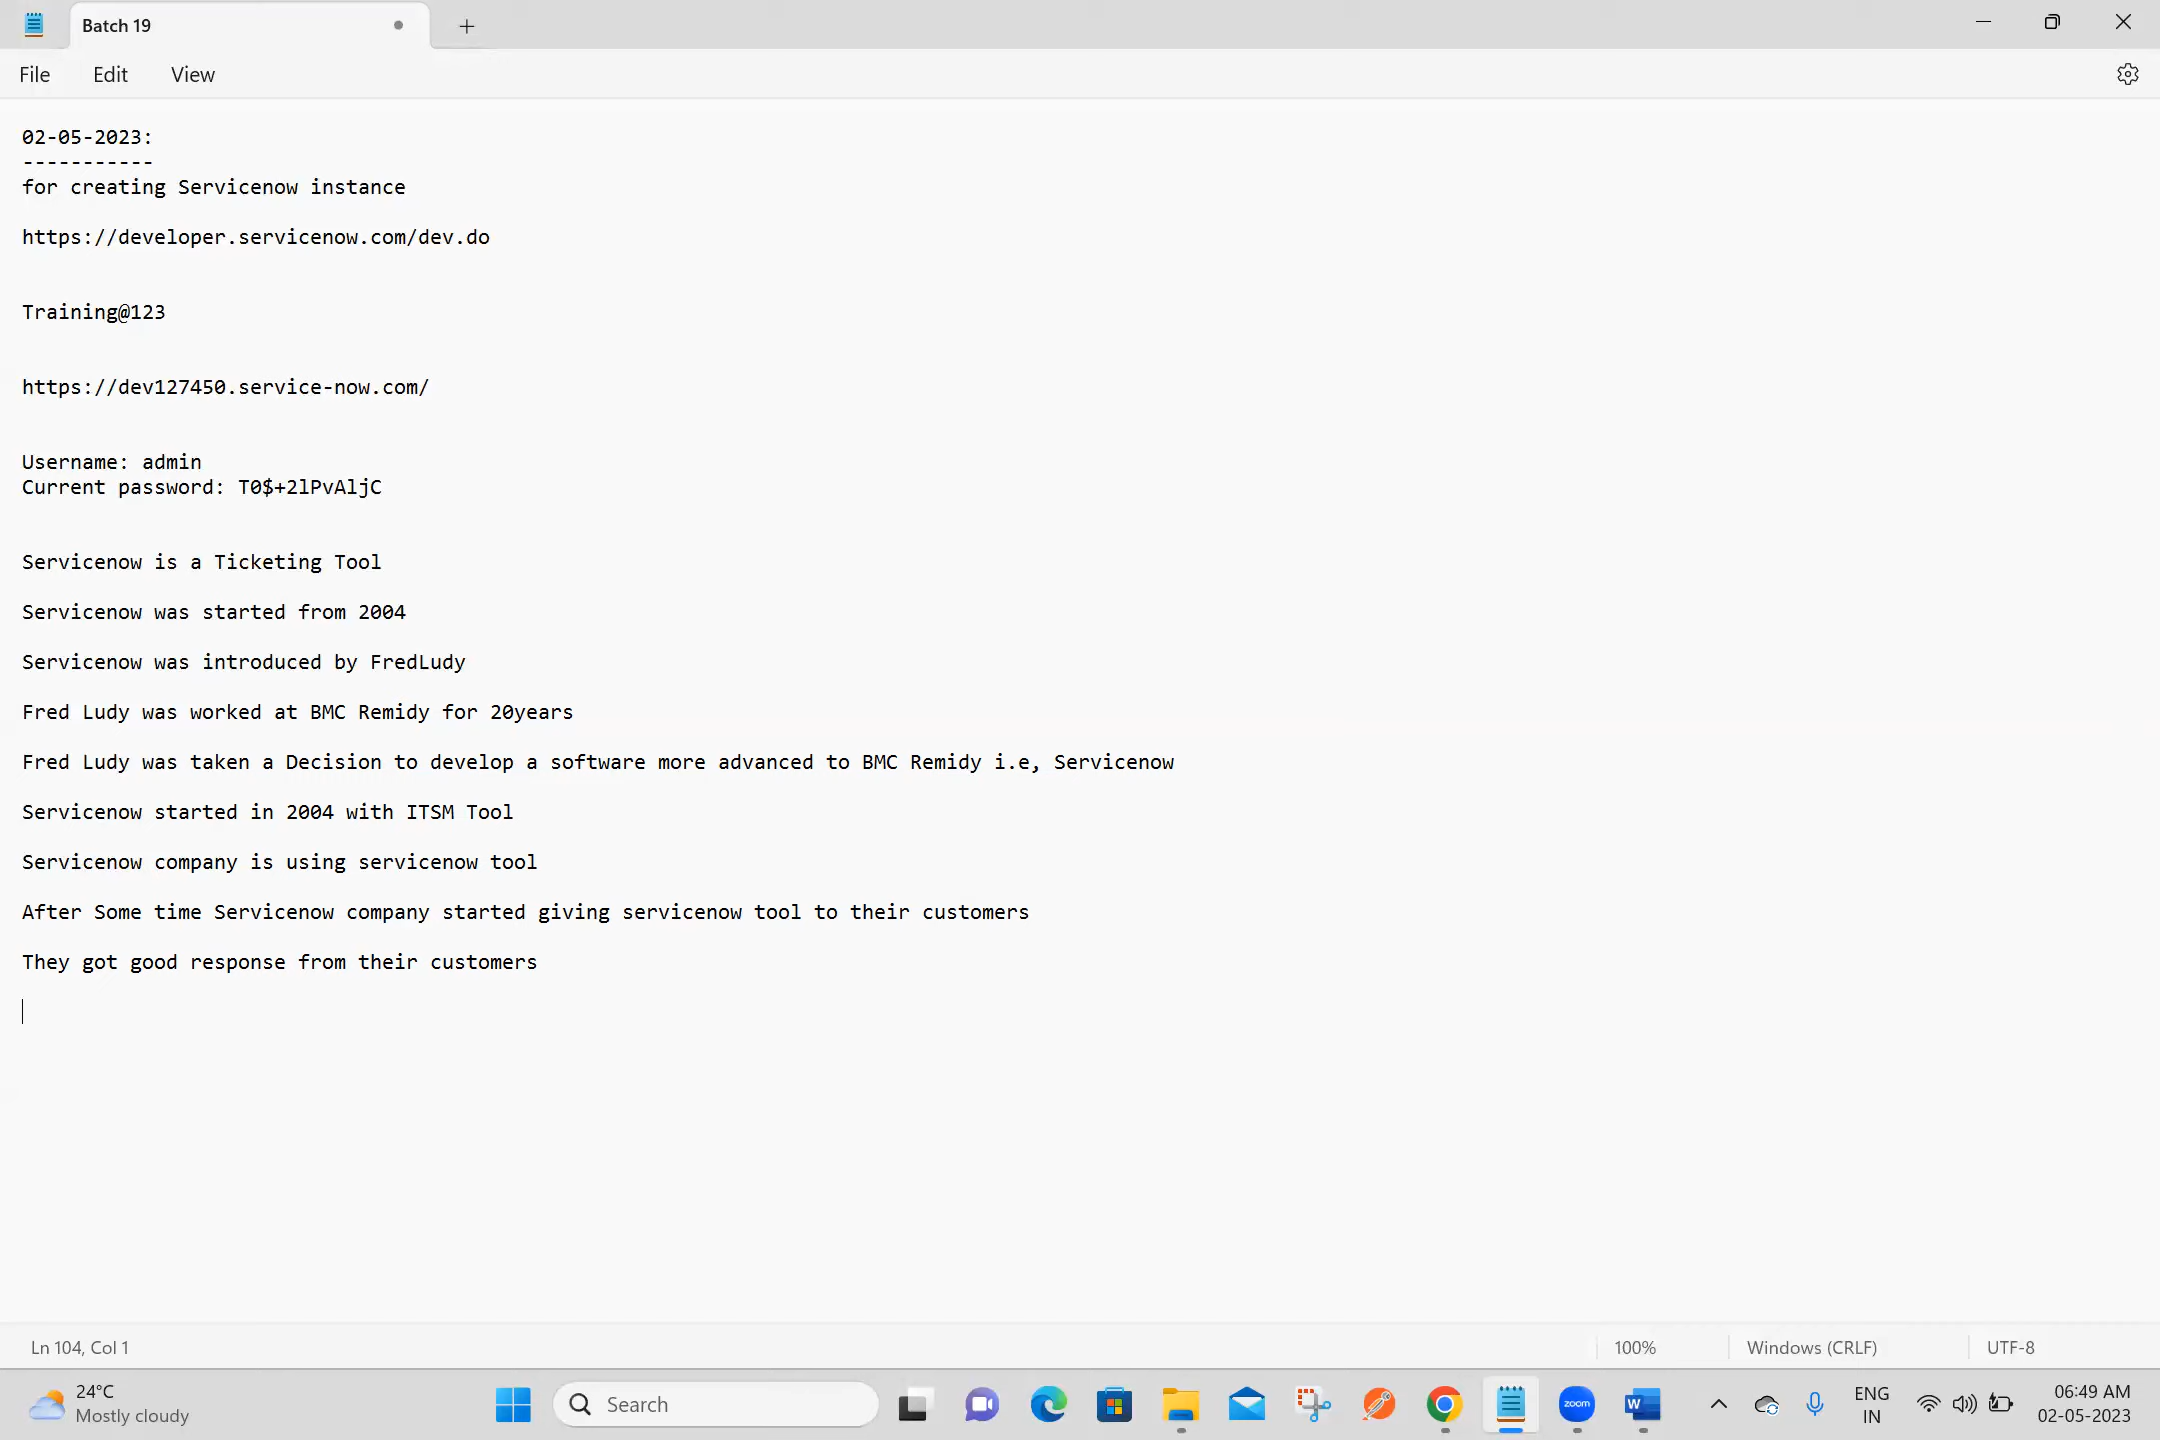 Batch 19
File Edit View
02-05-2023:
-----------
for creating Servicenow instance
https://developer.servicenow.com/dev.do
Training@123
https://dev127450.service-now.com/
Username: admin
Current password: T0$+2lPvAljC
Servicenow is a Ticketing Tool
Servicenow was started from 2004
Servicenow was introduced by FredLudy
Fred Ludy was worked at BMC Remidy for 20years
Fred Ludy was taken a Decision to develop a software more advanced to BMC Remidy i.e, Servicenow
Servicenow started in 2004 with ITSM Tool
Servicenow company is using servicenow tool
After Some time Servicenow company started giving servicenow tool to their customers
They got good response from their customers
Ln 104, Col 1 100% Windows (CRLF) UTF-8
24°C
Mostly cloudy
Search
zoom
W
ENG
IN
06:49 AM
02-05-2023